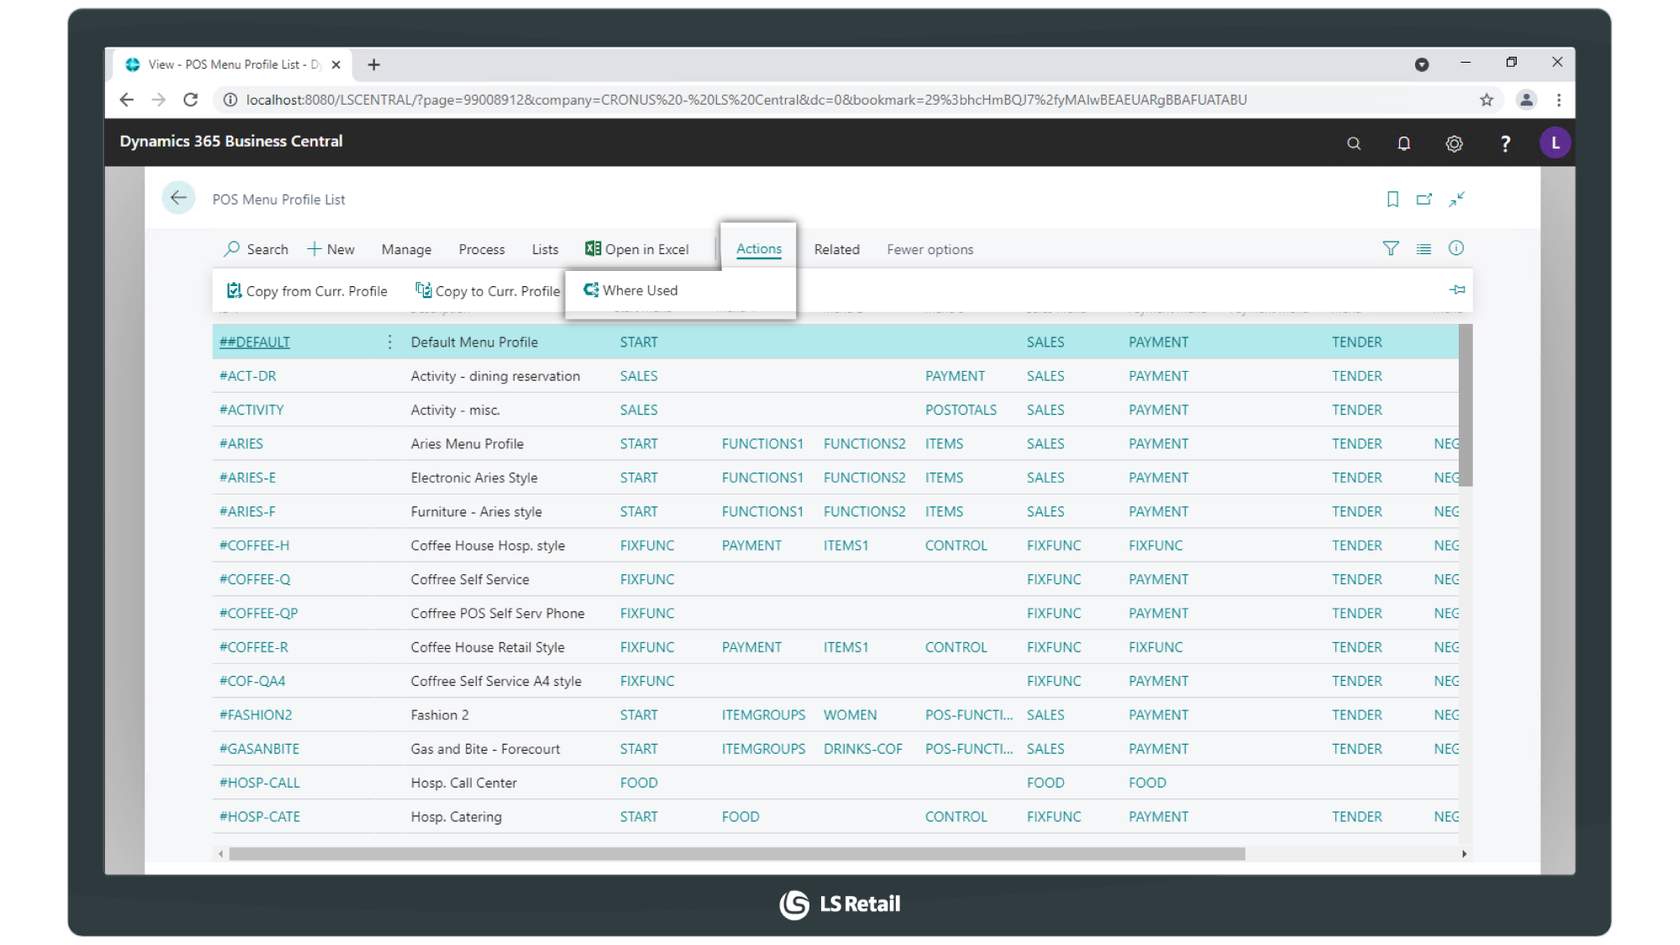 View - POS Menu Profile List - D
localhost:8080/LSCENTRAL/?page=99008912&company=CRONUS%20-%20LS%20Central&dc=0&bookmark=29%3bhcHmBQJ7%2fyMAIwBEAEUARgBBAFUATABU
Dynamics 365 Business Central
? L
POS Menu Profile List
Search New Manage Process Lists Open in Excel Actions Related Fewer options
Copy from Curr. Profile Copy to Curr. Profile Where Used
##DEFAULT Default Menu Profile START SALES PAYMENT TENDER
#ACT-DR Activity - dining reservation SALES PAYMENT SALES PAYMENT TENDER
#ACTIVITY Activity - misc. SALES POSTOTALS SALES PAYMENT TENDER
#ARIES Aries Menu Profile START FUNCTIONS1 FUNCTIONS2 ITEMS SALES PAYMENT TENDER NEG
#ARIES-E Electronic Aries Style START FUNCTIONS1 FUNCTIONS2 ITEMS SALES PAYMENT TENDER NEG
#ARIES-F Furniture - Aries style START FUNCTIONS1 FUNCTIONS2 ITEMS SALES PAYMENT TENDER NEG
#COFFEE-H Coffee House Hosp. style FIXFUNC PAYMENT ITEMS1 CONTROL FIXFUNC FIXFUNC TENDER NEG
#COFFEE-Q Coffree Self Service FIXFUNC FIXFUNC PAYMENT TENDER NEG
#COFFEE-QP Coffree POS Self Serv Phone FIXFUNC FIXFUNC PAYMENT TENDER NEG
#COFFEE-R Coffee House Retail Style FIXFUNC PAYMENT ITEMS1 CONTROL FIXFUNC FIXFUNC TENDER NEG
#COF-QA4 Coffree Self Service A4 style FIXFUNC FIXFUNC PAYMENT TENDER NEG
#FASHION2 Fashion 2 START ITEMGROUPS WOMEN POS-FUNCTI... SALES PAYMENT TENDER NEG
#GASANBITE Gas and Bite - Forecourt START ITEMGROUPS DRINKS-COF POS-FUNCTI... SALES PAYMENT TENDER NEG
#HOSP-CALL Hosp. Call Center FOOD FOOD FOOD
#HOSP-CATE Hosp. Catering START FOOD CONTROL FIXFUNC PAYMENT TENDER NEG
LS Retail